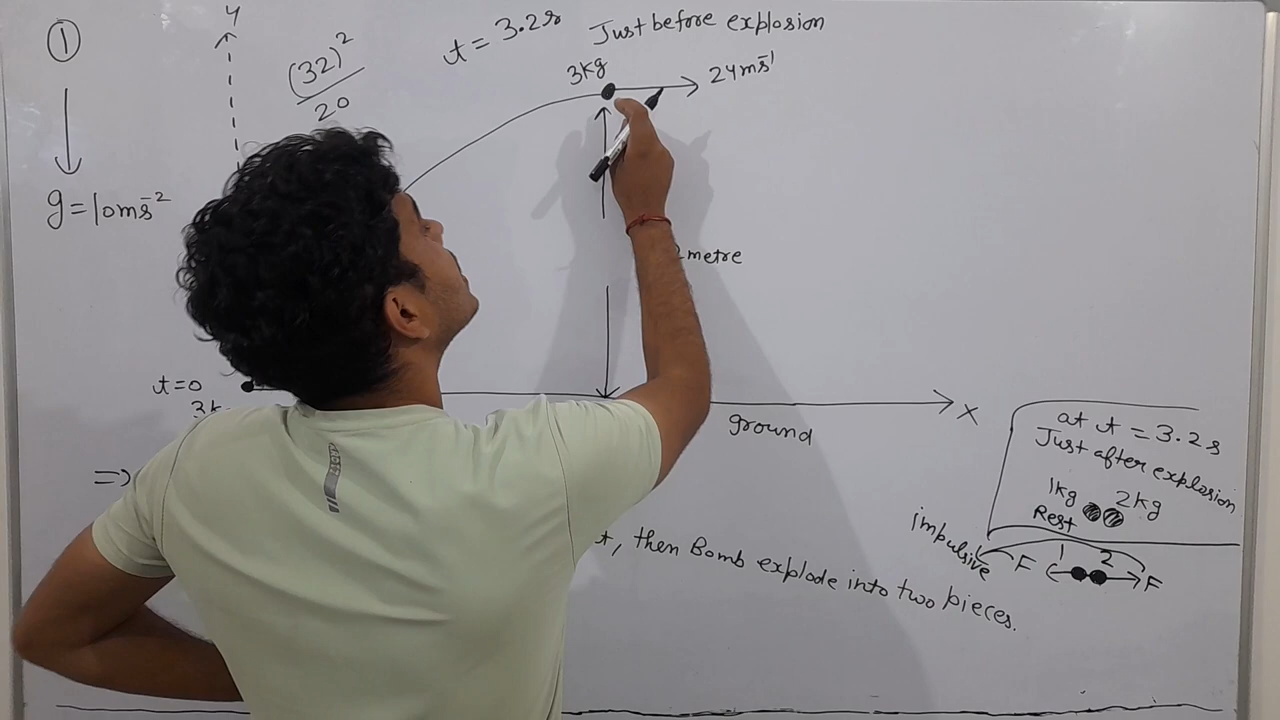 ①
y
(32)²
20
t = 3.2s
Just before explosion
3kg
24ms⁻¹
g = 10ms⁻²
metre
t=0
x
ground
at t = 3.2s
Just after explosion
1kg
2kg
Rest
⇒
then Bomb explode into two pieces.
impulsive
F
1
2
F